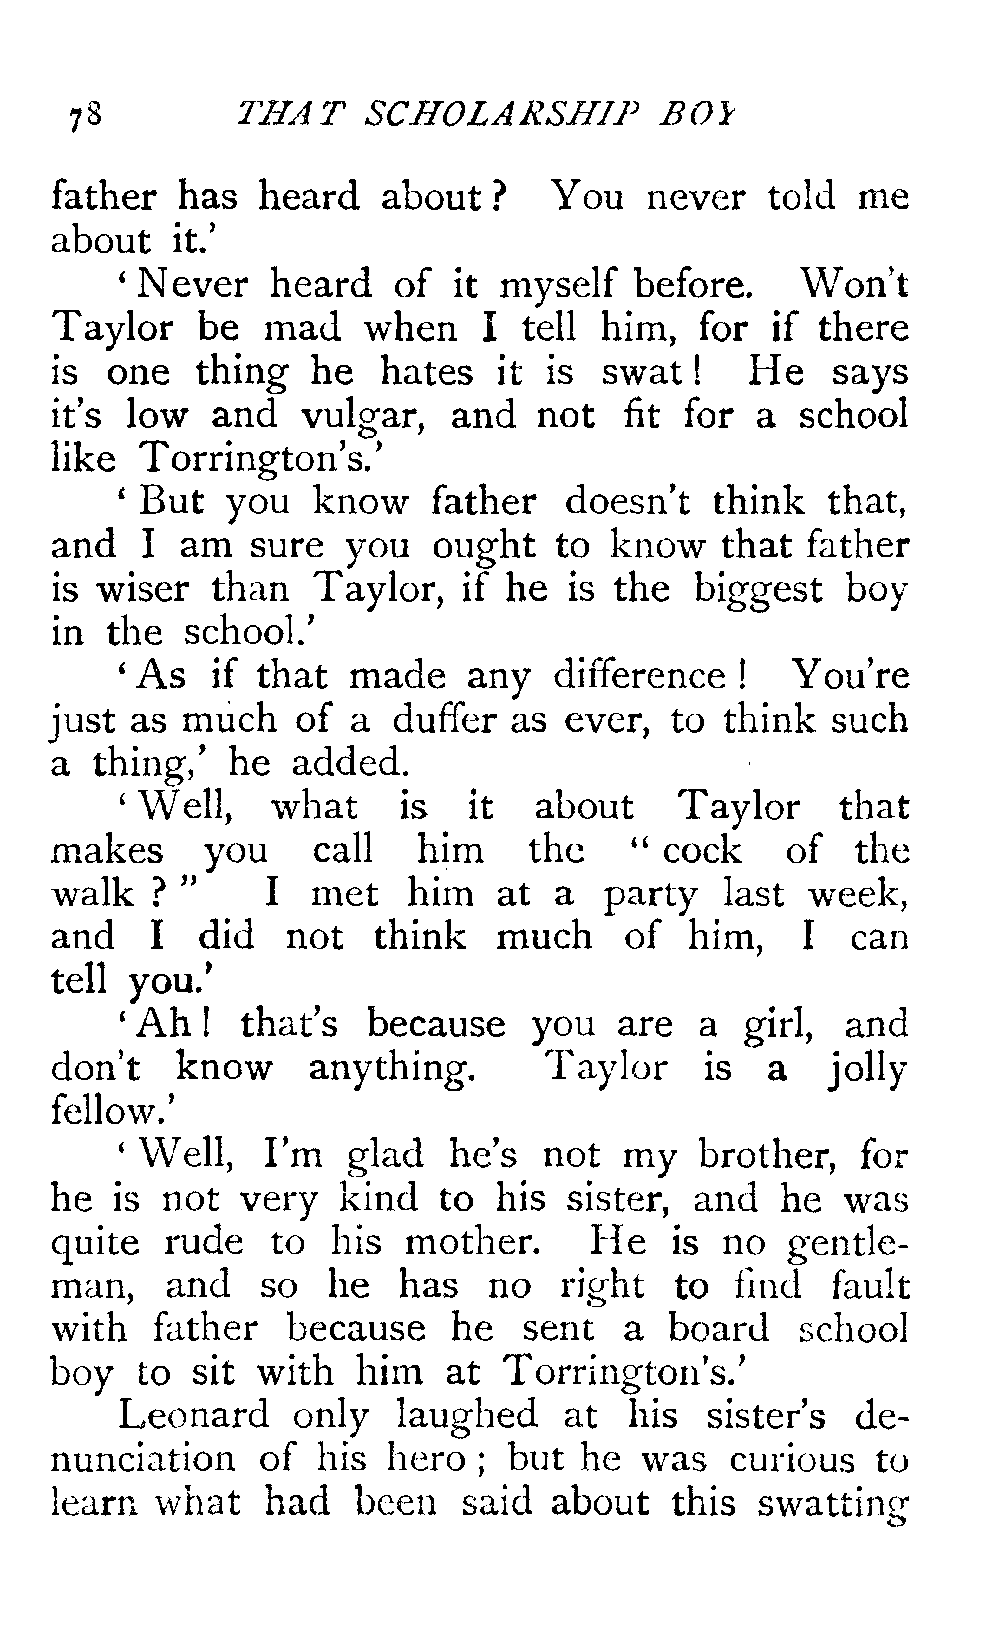 78 THAT SCHOLARSHIP BOY
father has heard about? You never told me
about it.'
'Never heard of it myself before. Won't
Taylor be mad when I tell him, for if there
is one thing he hates it is swat! He says
it's low and vulgar, and not fit for a school
like Torrington's.'
'But you know father doesn't think that,
and I am sure you ought to know that father
is wiser than Taylor, if he is the biggest boy
in the school.'
'As if that made any difference! You're
just as much of a duffer as ever, to think such
a thing,' he added.
'Well, what is it about Taylor that
makes you call him the "cock of the
walk?" I met him at a party last week,
and I did not think much of him, I can
tell you.'
'Ah! that's because you are a girl, and
don't know anything. Taylor is a jolly
fellow.'
'Well, I'm glad he's not my brother, for
he is not very kind to his sister, and he was
quite rude to his mother. He is no gentle-
man, and so he has no right to find fault
with father because he sent a board school
boy to sit with him at Torrington's.'
Leonard only laughed at his sister's de-
nunciation of his hero; but he was curious to
learn what had been said about this swatting